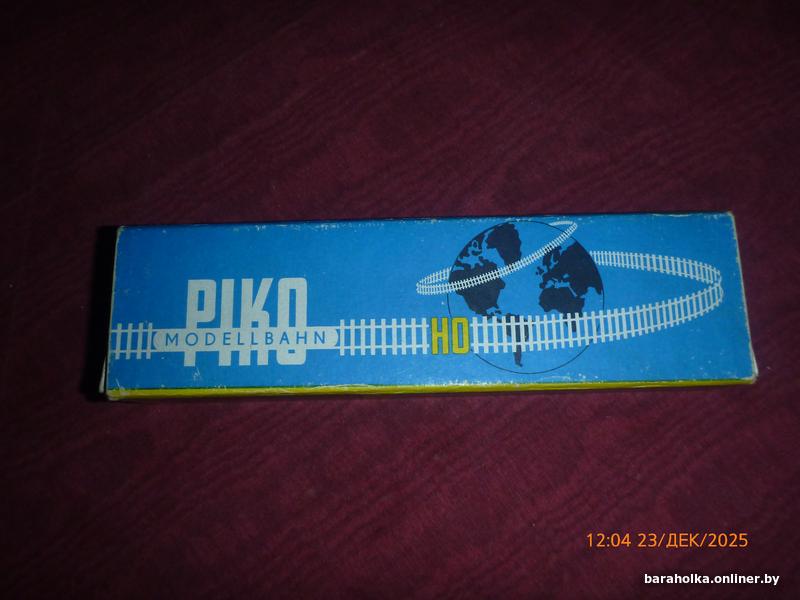 PIKO
MODELLBAHN
HO
12:04 23/ДЕК/2025
baraholka.onliner.by